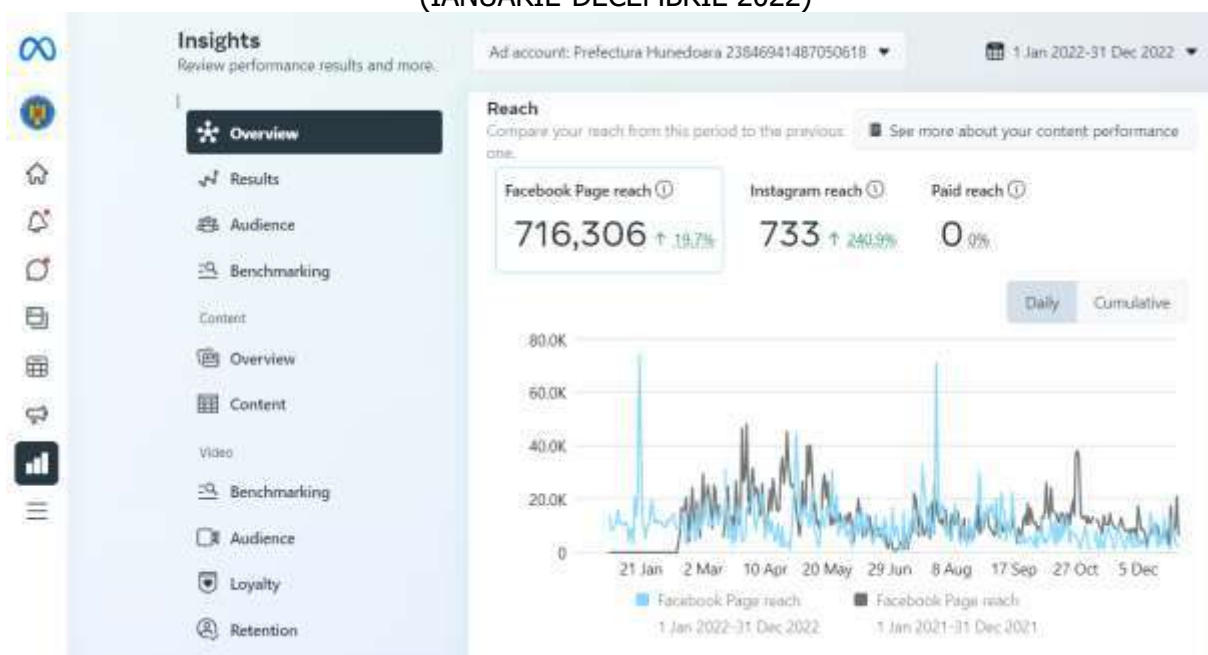 (IANUARIE-DECEMBRIE 2022)
Insights
Review performance results and more.
Ad account: Prefectura Hunedoara 23846941487050618
1 Jan 2022-31 Dec 2022
Overview
Results
Audience
Benchmarking
Content
Overview
Content
Video
Benchmarking
Audience
Loyalty
Retention
Reach
Compare your reach from this period to the previous
one.
See more about your content performance
Facebook Page reach
716,306 ↑ 19.7%
Instagram reach
733 ↑ 240.9%
Paid reach
0 0%
Daily
Cumulative
80.0K
60.0K
40.0K
20.0K
0
21 Jan 2 Mar 10 Apr 20 May 29 Jun 8 Aug 17 Sep 27 Oct 5 Dec
Facebook Page reach
1 Jan 2022-31 Dec 2022
Facebook Page reach
1 Jan 2021-31 Dec 2021